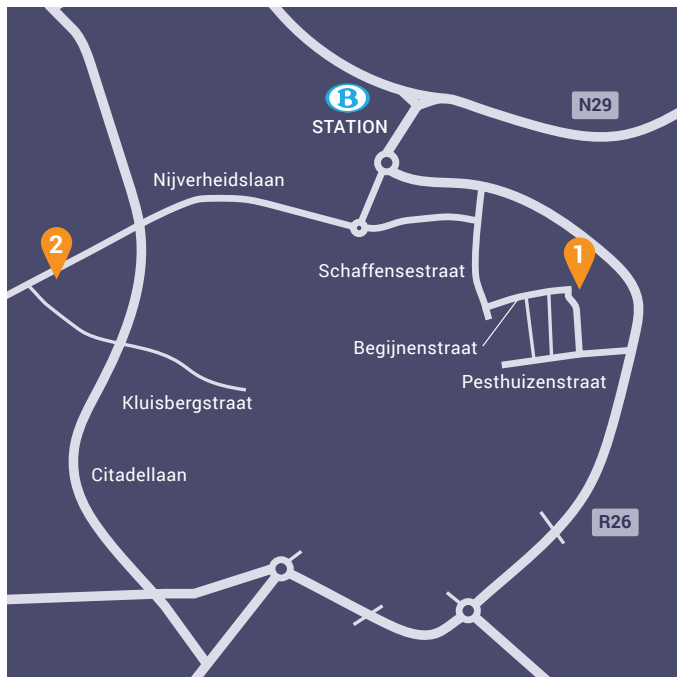 B
STATION
N29
Nijverheidslaan
2
1
Schaffensestraat
Begijnenstraat
Pesthuizenstraat
Kluisbergstraat
Citadellaan
R26